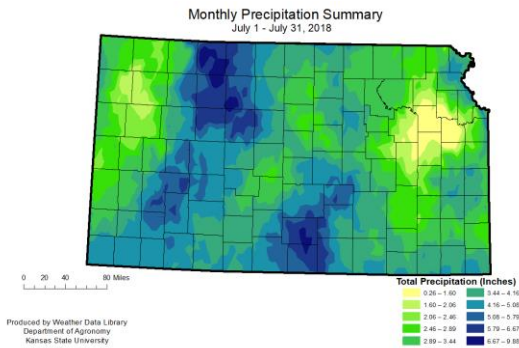 Monthly Precipitation Summary
July 1 - July 31, 2018
0 20 40 80 Miles
Produced by Weather Data Library
Department of Agronomy
Kansas State University
Total Precipitation (Inches)
0.26 - 1.60
1.60 - 2.06
2.06 - 2.46
2.46 - 2.89
2.89 - 3.44
3.44 - 4.16
4.16 - 5.08
5.08 - 5.79
5.79 - 6.67
6.67 - 9.88